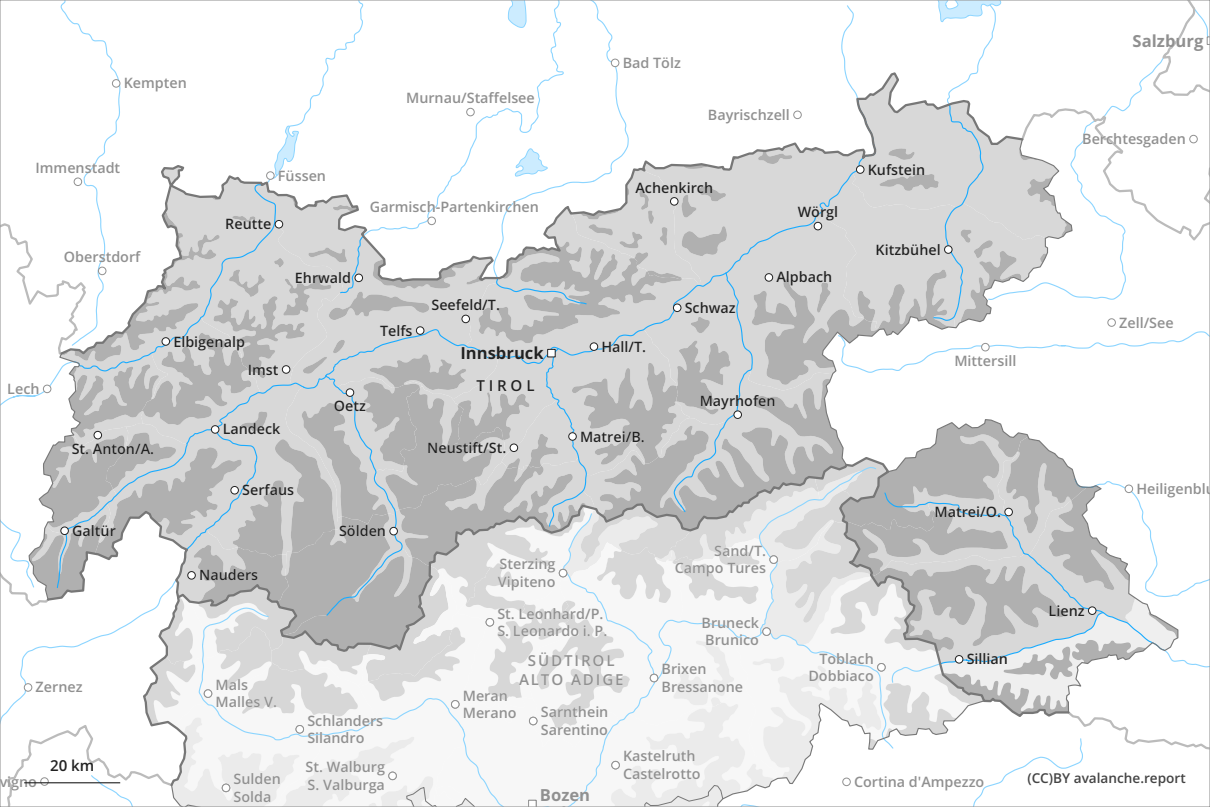 Salzburg
Bad Tölz
Kempten
Murnau/Staffelsee
Bayrischzell
Berchtesgaden
Immenstadt
Füssen
Kufstein
Achenkirch
Garmisch-Partenkirchen
Wörgl
Reutte
Kitzbühel
Oberstdorf
Ehrwald
Alpbach
Seefeld/T.
Schwaz
Zell/See
Telfs
Elbigenalp
Innsbruck
Hall/T.
Mittersill
Imst
TIROL
Lech
Oetz
Mayrhofen
Landeck
Matrei/B.
St. Anton/A.
Neustift/St.
Serfaus
Heiligenblu
Matrei/O.
Galtür
Sölden
Sand/T.
Campo Tures
Sterzing
Vipiteno
Nauders
Lienz
St. Leonhard/P.
S. Leonardo i. P.
Bruneck
Brunico
Sillian
SÜDTIROL
ALTO ADIGE
Toblach
Dobbiaco
Brixen
Bressanone
Zernez
Mals
Malles V.
Meran
Merano
Sarnthein
Sarentino
Schlanders
Silandro
Kastelruth
Castelrotto
St. Walburg
S. Valburga
20 km
vigno
Sulden
Solda
Cortina d'Ampezzo
(CC)BY avalanche.report
Bozen